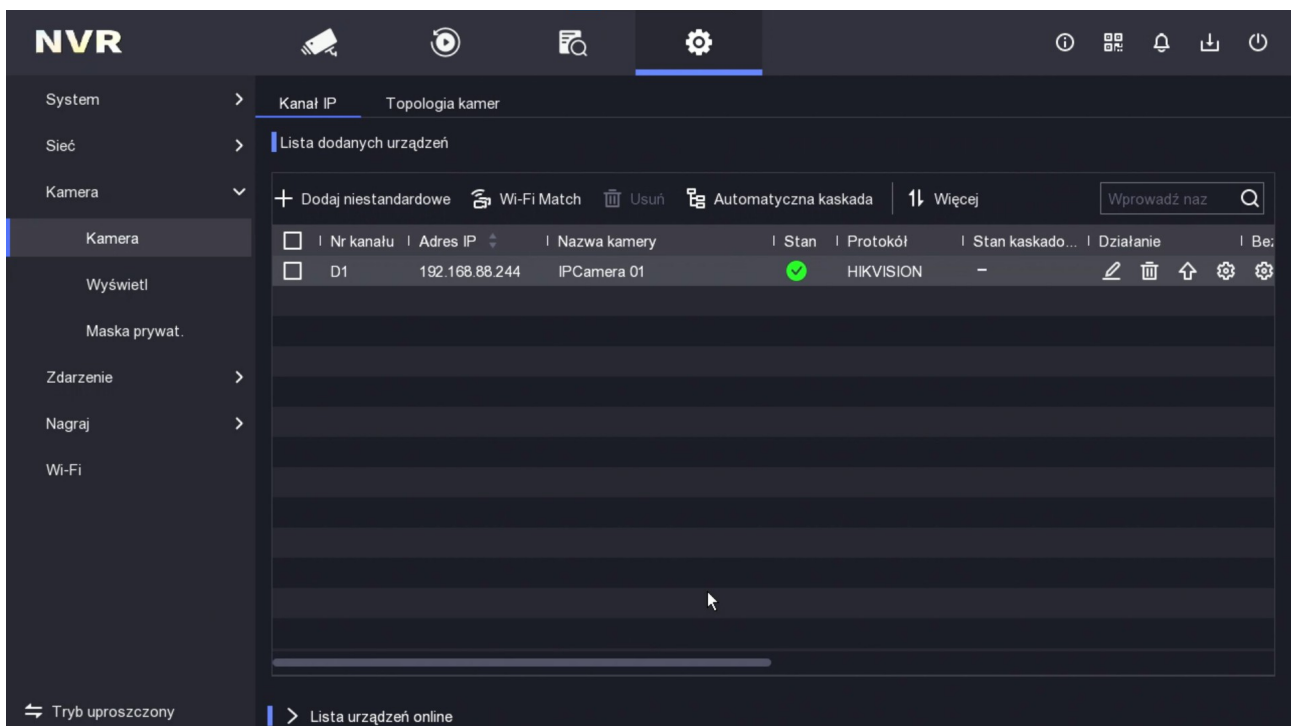 NVR
System
Sieć
Kamera
Kamera
Wyświetl
Maska prywat.
Zdarzenie
Nagraj
Wi-Fi
Tryb uproszczony
Kanał IP Topologia kamer
Lista dodanych urządzeń
Dodaj niestandardowe Wi-Fi Match Usuń Automatyczna kaskada Więcej Wprowadź naz
Nr kanału Adres IP Nazwa kamery Stan Protokół Stan kaskado... Działanie Bez
D1 192.168.88.244 IPCamera 01 HIKVISION –
Lista urządzeń online